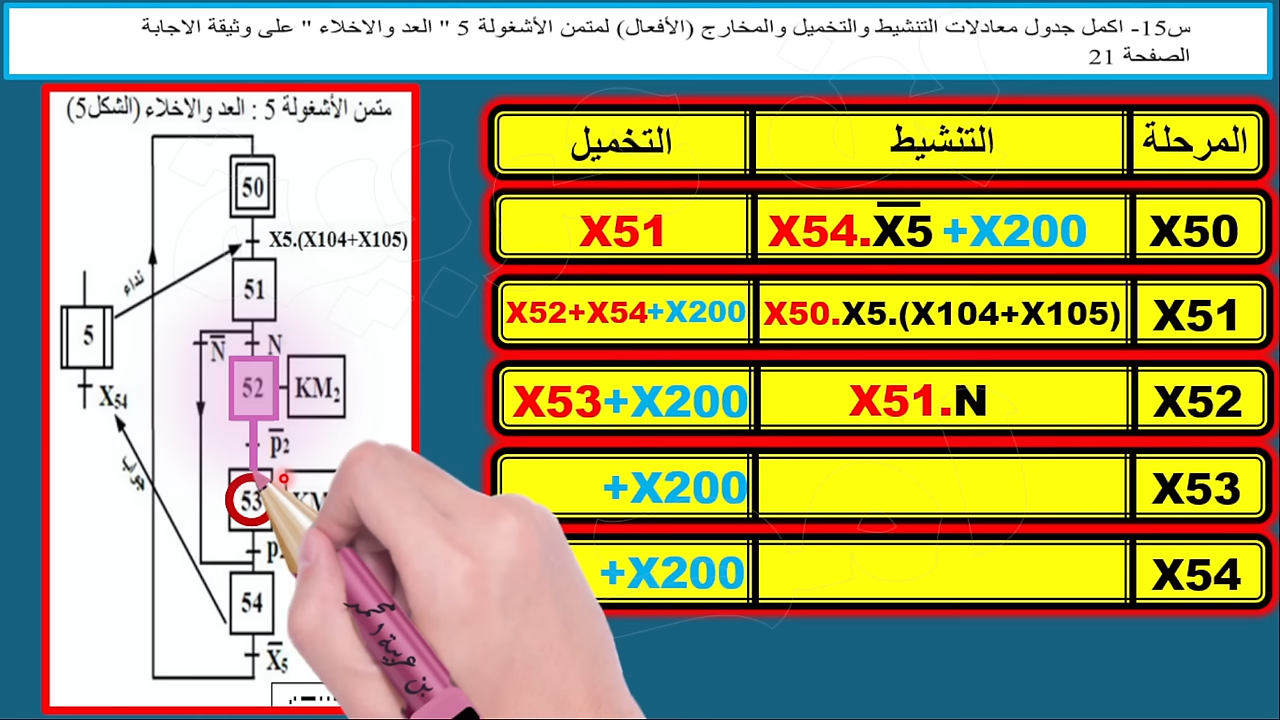 س15- اكمل جدول معادلات التنشيط والتخميل والمخارج (الأفعال) لمتمن الأشغولة 5 " العد والاخلاء " على وثيقة الاجابة
الصفحة 21
متمن الأشغولة 5 : العد والاخلاء (الشكل5)
50
X5.(X104+X105)
نداء
51
5
N̅ N
52 KM₂
X₅₄
p̅₂
جواب
53
54
X̅₅
المرحلة التنشيط التخميل
X50 X54.X̅5 +X200 X51
X51 X50.X5.(X104+X105) X52+X54+X200
X52 X51.N X53+X200
X53 +X200
X54 +X200